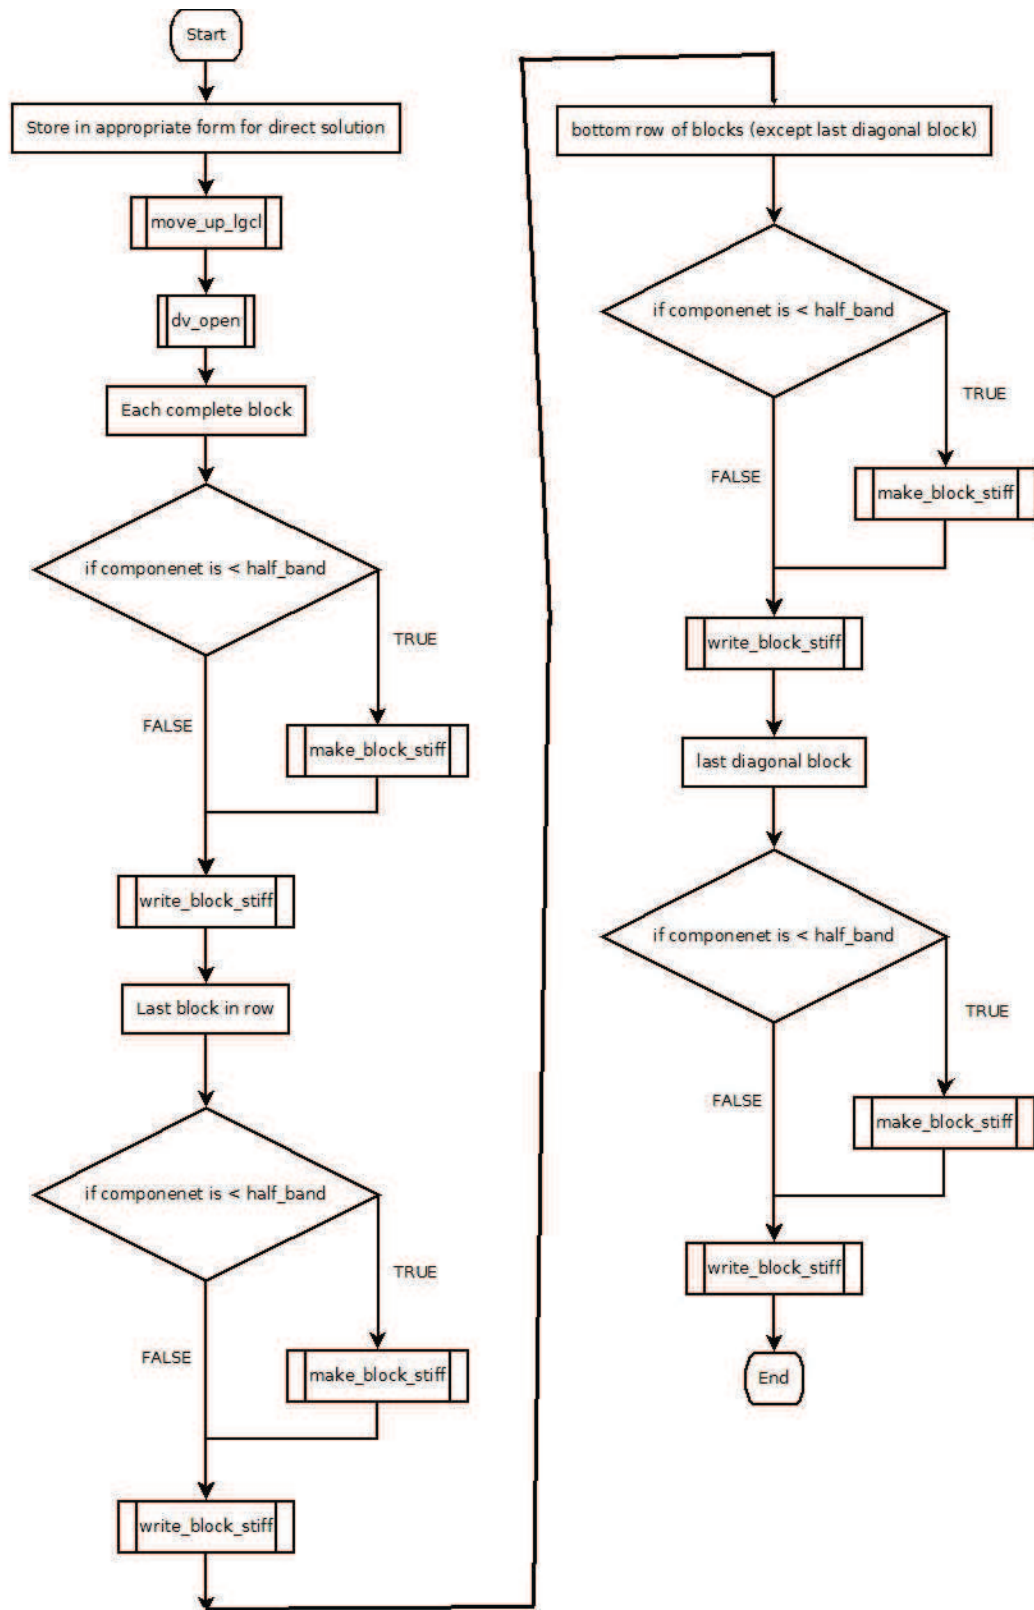 Start
Store in appropriate form for direct solution
move_up_lgcl
dv_open
Each complete block
if componenet is < half_band
TRUE
FALSE
make_block_stiff
write_block_stiff
Last block in row
if componenet is < half_band
TRUE
FALSE
make_block_stiff
write_block_stiff
bottom row of blocks (except last diagonal block)
if componenet is < half_band
TRUE
FALSE
make_block_stiff
write_block_stiff
last diagonal block
if componenet is < half_band
TRUE
FALSE
make_block_stiff
write_block_stiff
End